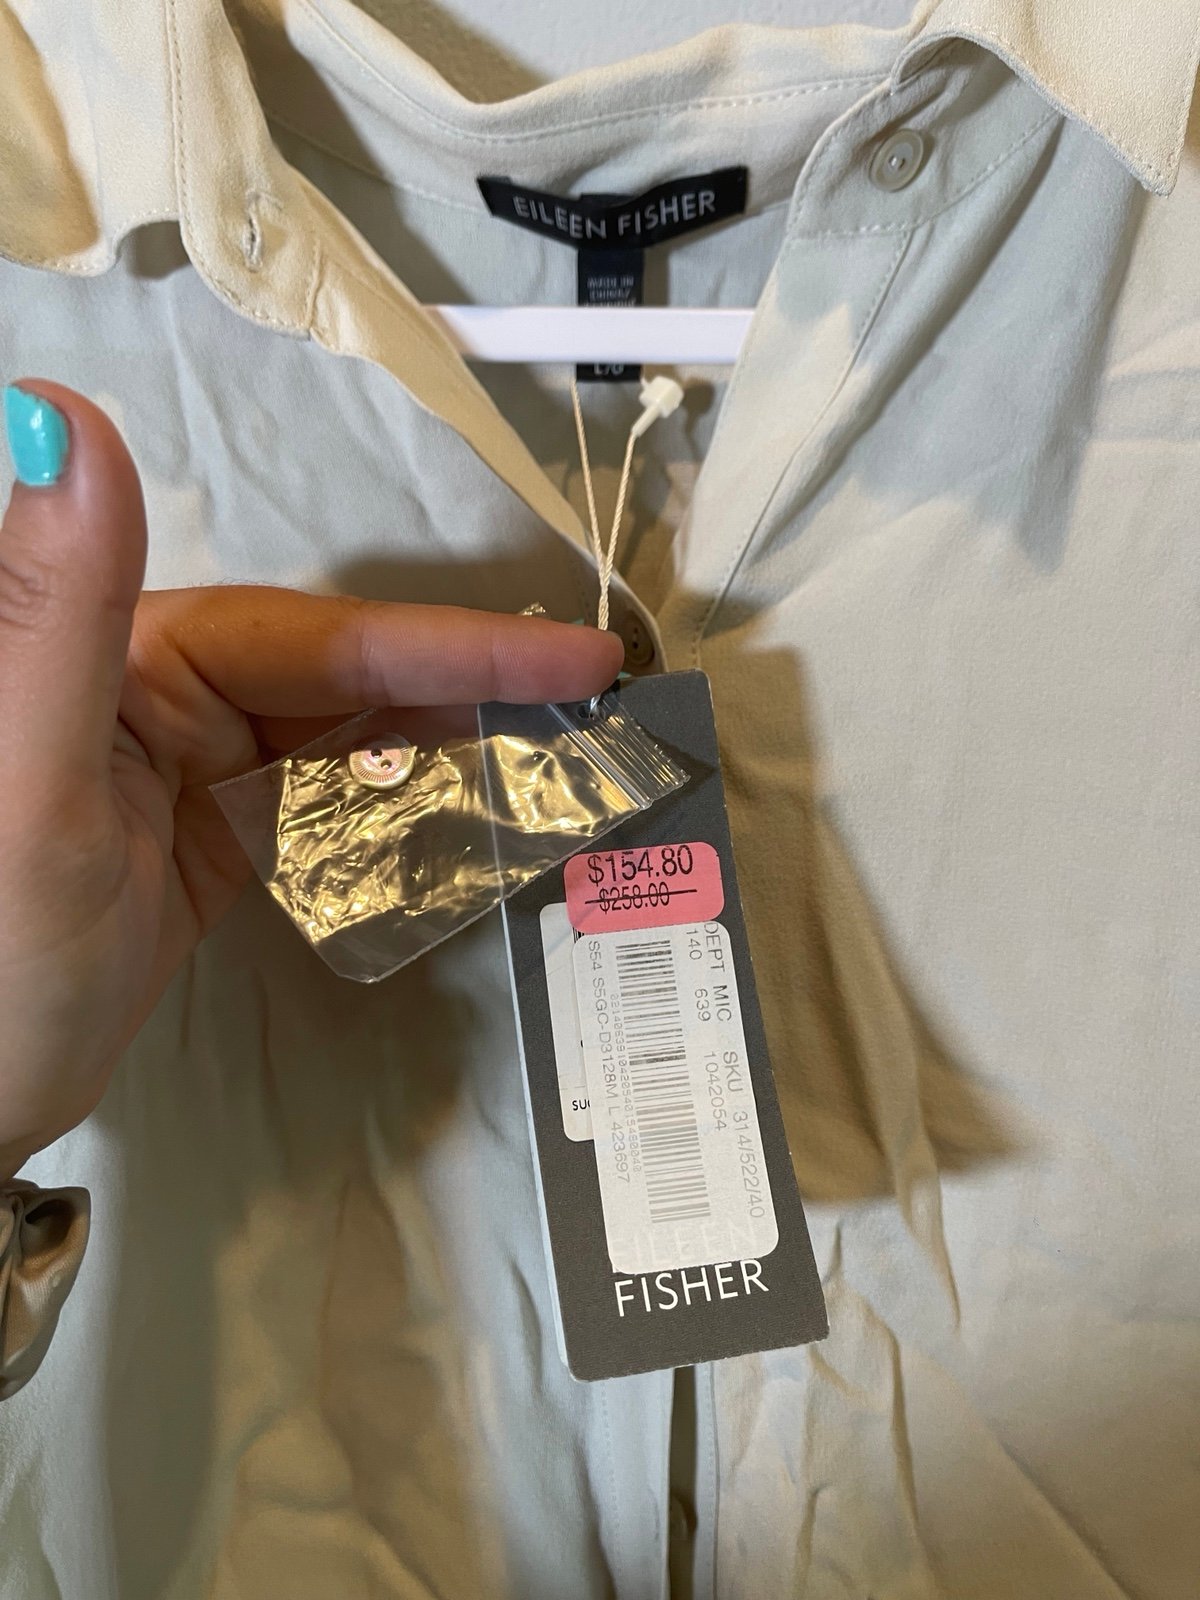 EILEEN FISHER
MADE IN
CHINA/
L/G
$154.80
$258.00
DEPT MIC SKU 314/522/40
140 639 1042054
S54 S5GC-D3128M L 423697
FISHER